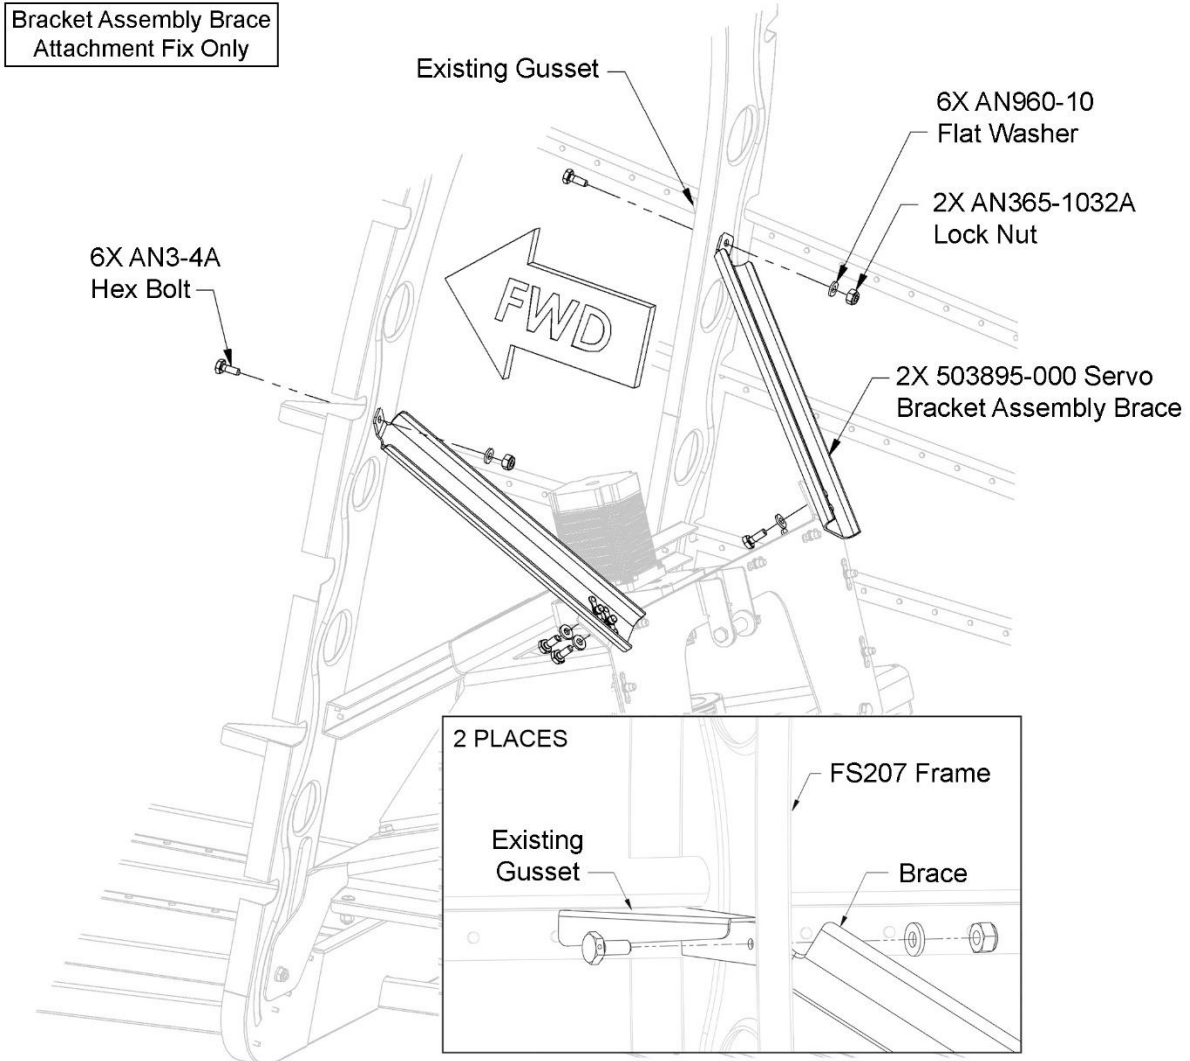 Bracket Assembly Brace
Attachment Fix Only
Existing Gusset
6X AN960-10
Flat Washer
2X AN365-1032A
Lock Nut
6X AN3-4A
Hex Bolt
FWD
2X 503895-000 Servo
Bracket Assembly Brace
2 PLACES
FS207 Frame
Existing
Gusset
Brace